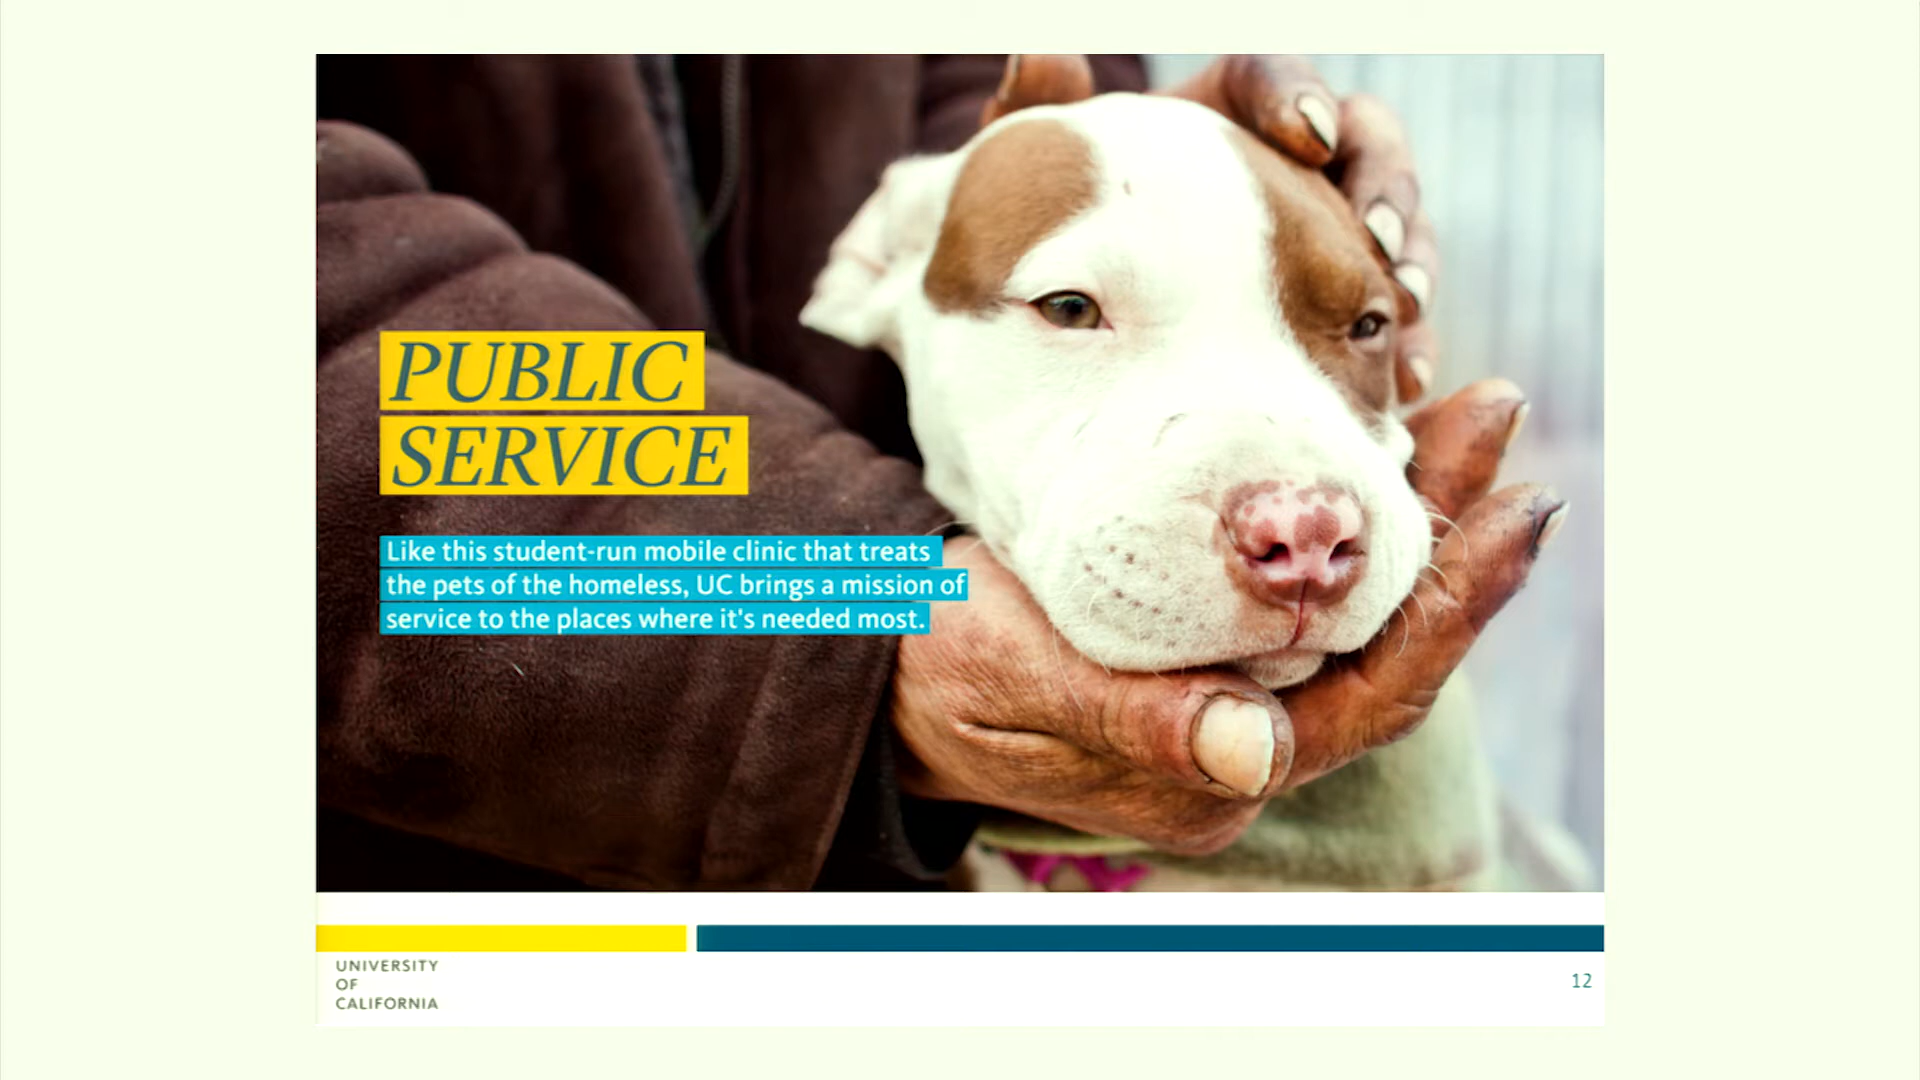 PUBLIC
SERVICE
Like this student-run mobile clinic that treats
the pets of the homeless, UC brings a mission of
service to the places where it's needed most.
UNIVERSITY
OF
CALIFORNIA
12